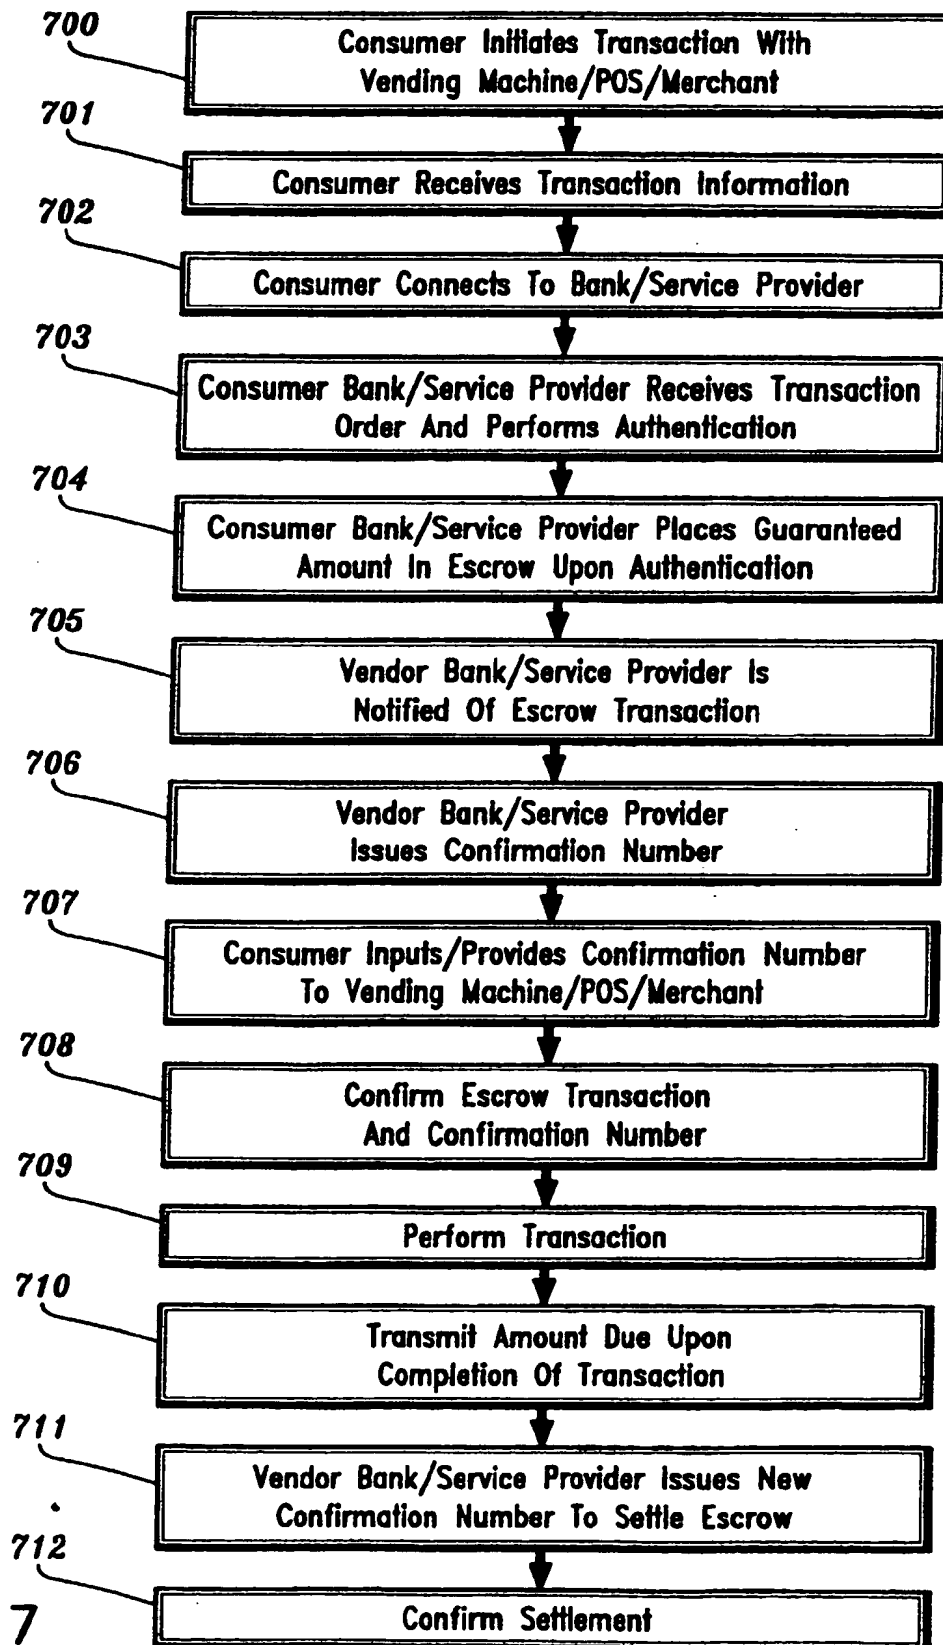 700
Consumer Initiates Transaction With
Vending Machine/POS/Merchant
701
Consumer Receives Transaction Information
702
Consumer Connects To Bank/Service Provider
703
Consumer Bank/Service Provider Receives Transaction
Order And Performs Authentication
704
Consumer Bank/Service Provider Places Guaranteed
Amount In Escrow Upon Authentication
705
Vendor Bank/Service Provider Is
Notified Of Escrow Transaction
706
Vendor Bank/Service Provider
Issues Confirmation Number
707
Consumer Inputs/Provides Confirmation Number
To Vending Machine/POS/Merchant
708
Confirm Escrow Transaction
And Confirmation Number
709
Perform Transaction
710
Transmit Amount Due Upon
Completion Of Transaction
711
Vendor Bank/Service Provider Issues New
Confirmation Number To Settle Escrow
712
Confirm Settlement
7